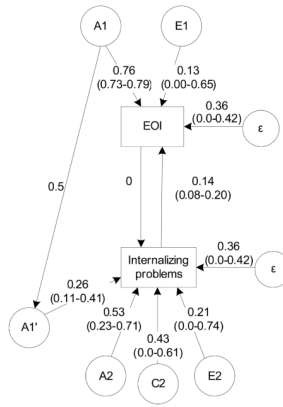 A1
E1
0.76
(0.73-0.79)
0.13
(0.00-0.65)
EOI
0.36
(0.0-0.42)
ε
0.5
0
0.14
(0.08-0.20)
Internalizing
problems
0.36
(0.0-0.42)
ε
0.26
(0.11-0.41)
A1'
0.53
(0.23-0.71)
0.43
(0.0-0.61)
0.21
(0.0-0.74)
A2
C2
E2